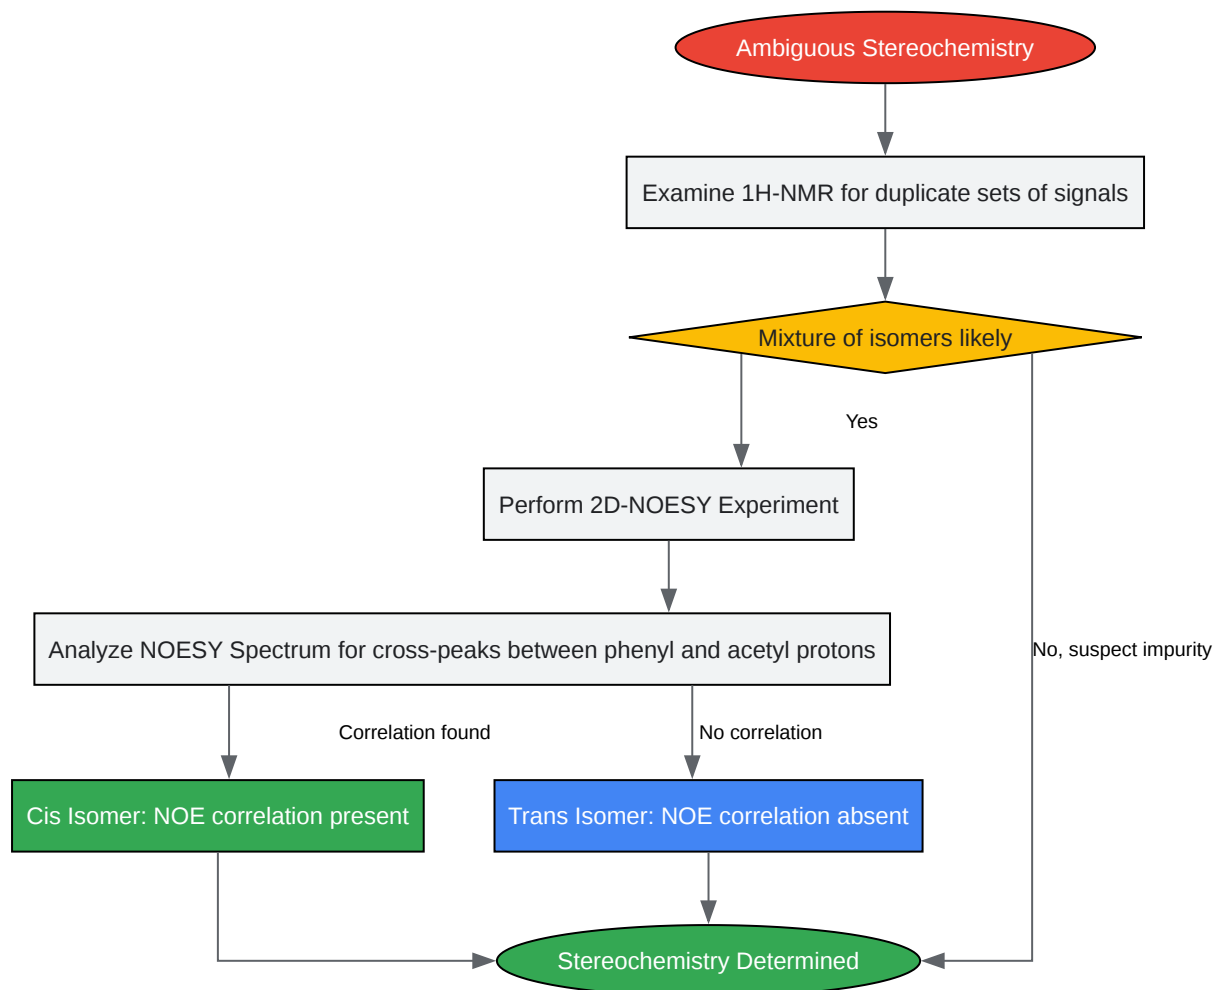 Ambiguous Stereochemistry
Examine 1H-NMR for duplicate sets of signals
Mixture of isomers likely
Yes
Perform 2D-NOESY Experiment
Analyze NOESY Spectrum for cross-peaks between phenyl and acetyl protons
No, suspect impurity
Correlation found
No correlation
Cis Isomer: NOE correlation present
Trans Isomer: NOE correlation absent
Stereochemistry Determined